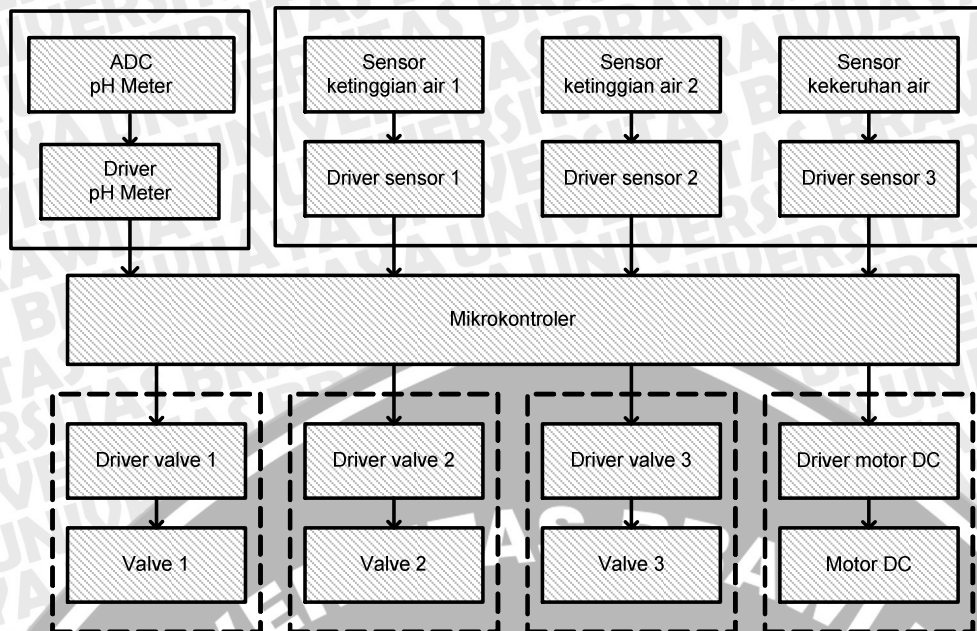 ADC
pH Meter
Sensor
ketinggian air 1
Sensor
ketinggian air 2
Sensor
kekeruhan air
Driver
pH Meter
Driver sensor 1
Driver sensor 2
Driver sensor 3
Mikrokontroler
Driver valve 1
Driver valve 2
Driver valve 3
Driver motor DC
Valve 1
Valve 2
Valve 3
Motor DC